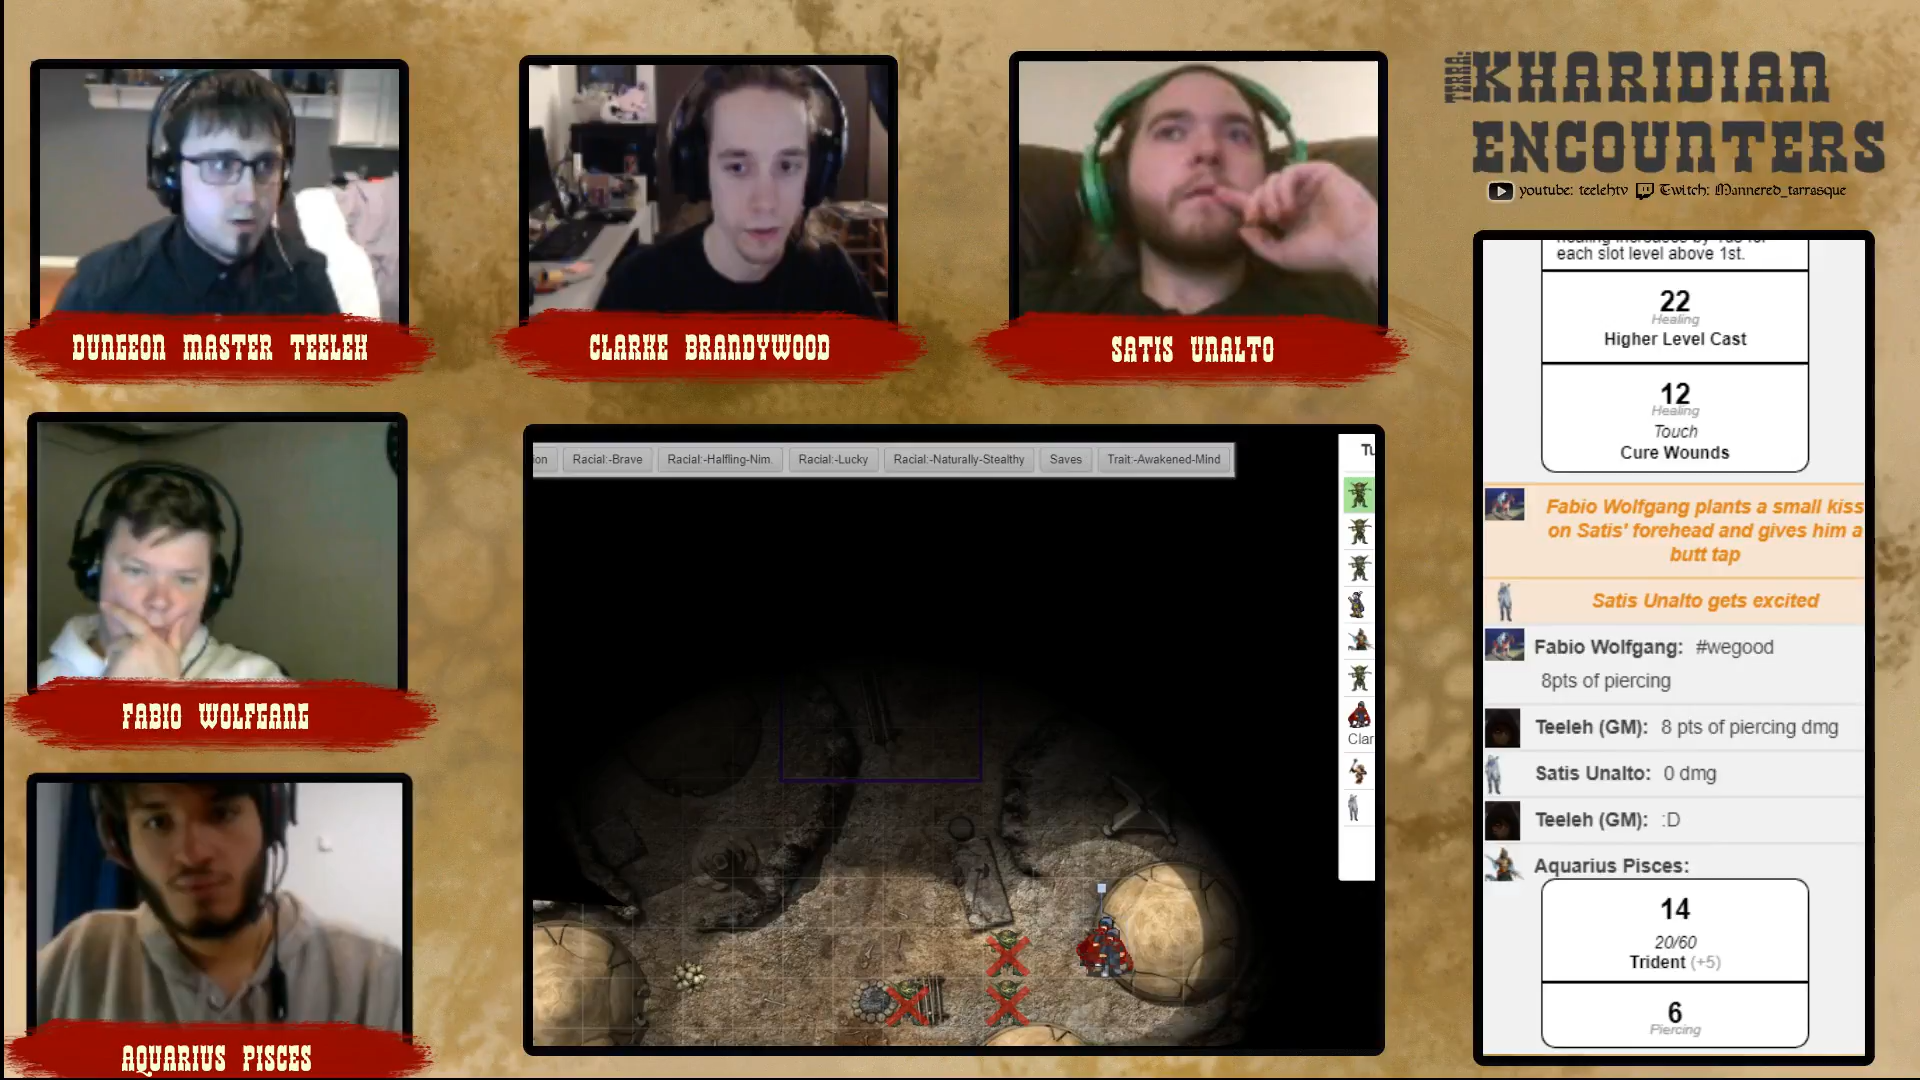 DUNGEON MASTER TEELEH
CLARKE BRANDYWOOD
SATIS UNALTO
KHARIDIAN
ENCOUNTERS
youtube: teelehtv Twitch: Mannered_tarrasque
FABIO WOLFGANG
AQUARIUS PISCES
ion
Racial:-Brave
Racial:-Halfling-Nim.
Racial:-Lucky
Racial:-Naturally-Stealthy
Saves
Trait:-Awakened-Mind
Tu
Clar
each slot level above 1st.
22
Healing
Higher Level Cast
12
Healing
Touch
Cure Wounds
Fabio Wolfgang plants a small kiss
on Satis' forehead and gives him a
butt tap
Satis Unalto gets excited
Fabio Wolfgang: #wegood
8pts of piercing
Teeleh (GM): 8 pts of piercing dmg
Satis Unalto: 0 dmg
Teeleh (GM): :D
Aquarius Pisces:
14
20/60
Trident (+5)
6
Piercing